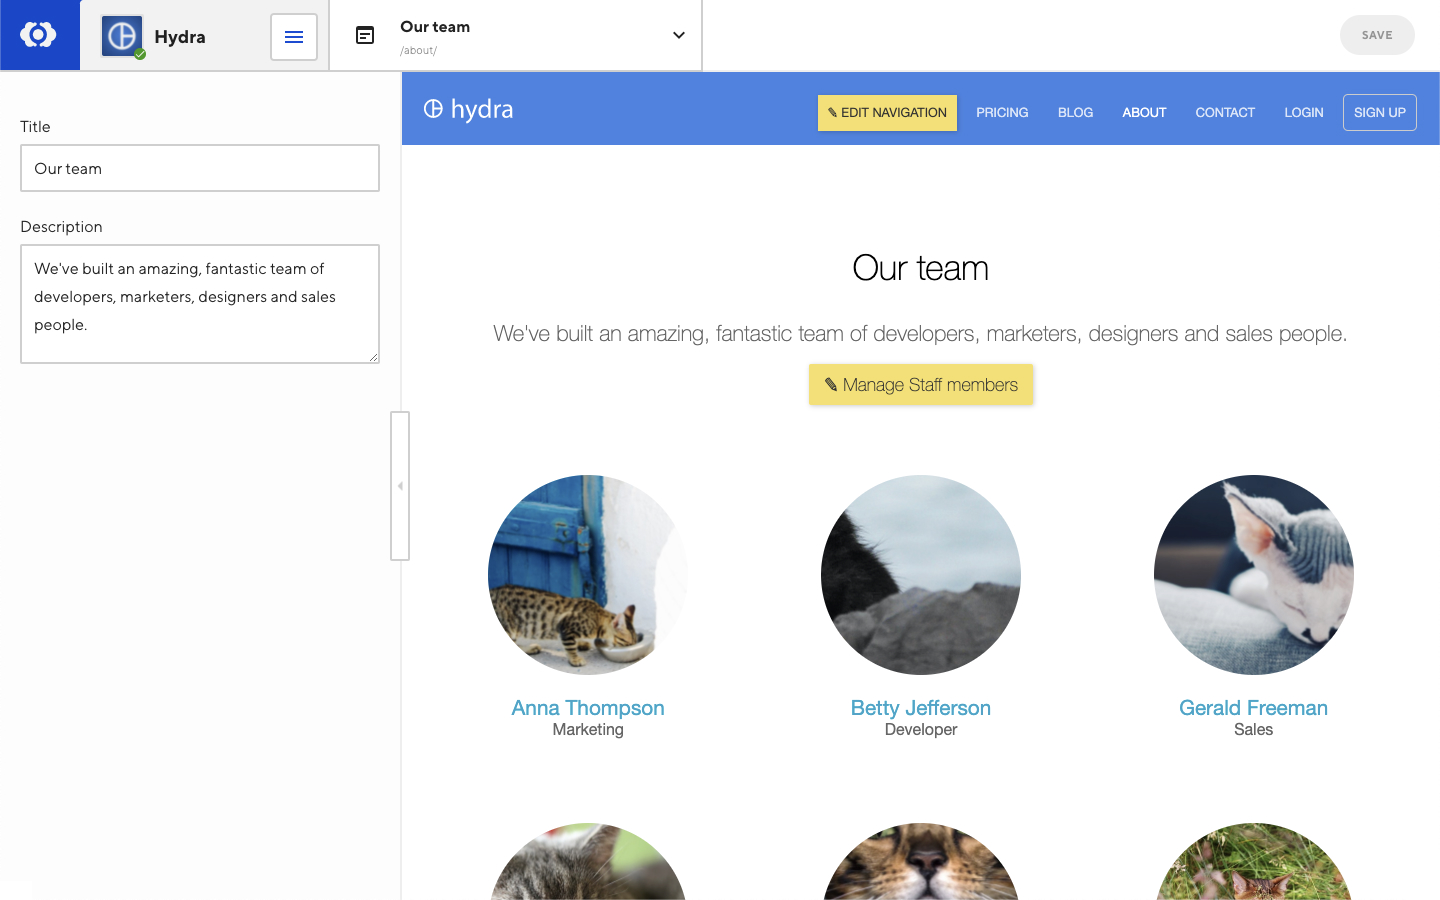 Hydra
Our team
/about/
SAVE
Title
Our team
Description
We've built an amazing, fantastic team of
developers, marketers, designers and sales
people.
hydra
✎ EDIT NAVIGATION
PRICING
BLOG
ABOUT
CONTACT
LOGIN
SIGN UP
Our team
We've built an amazing, fantastic team of developers, marketers, designers and sales people.
✎ Manage Staff members
Anna Thompson
Marketing
Betty Jefferson
Developer
Gerald Freeman
Sales